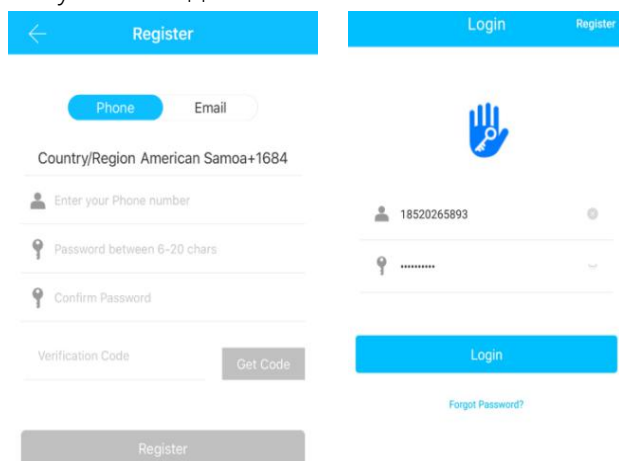 Register
Phone Email
Country/Region American Samoa+1684
Enter your Phone number
Password between 6-20 chars
Confirm Password
Verification Code Get Code
Register
Login Register
18520265893
Login
Forgot Password?